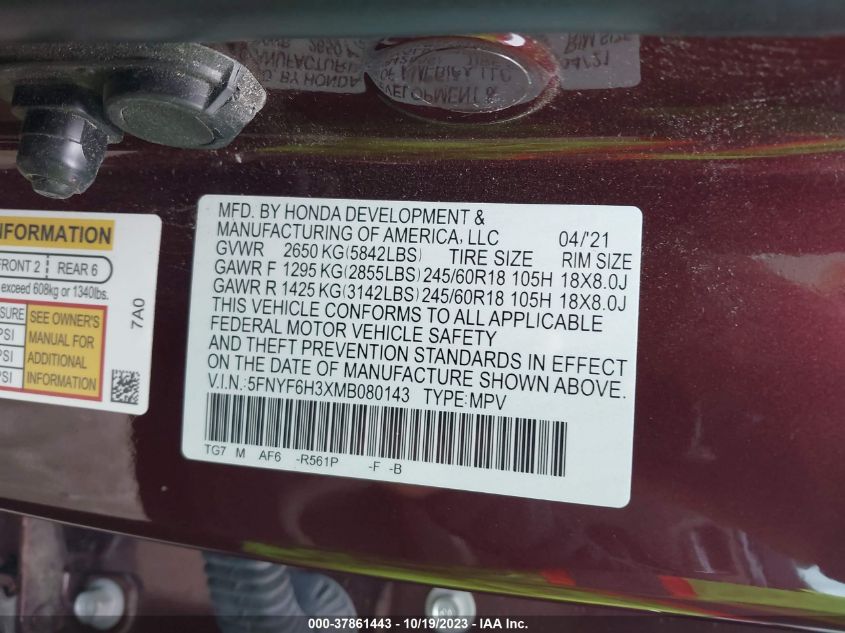 MFD. BY HONDA DEVELOPMENT &
MANUFACTURING OF AMERICA, LLC 04/'21
GVWR 2650 KG(5842LBS) TIRE SIZE RIM SIZE
GAWR F 1295 KG(2855LBS) 245/60R18 105H 18X8.0J
GAWR R 1425 KG(3142LBS) 245/60R18 105H 18X8.0J
THIS VEHICLE CONFORMS TO ALL APPLICABLE
FEDERAL MOTOR VEHICLE SAFETY
AND THEFT PREVENTION STANDARDS IN EFFECT
ON THE DATE OF MANUFACTURE SHOWN ABOVE.
V.I.N.:5FNYF6H3XMB080143 TYPE:MPV
TG7 M AF6 -R561P -F -B
INFORMATION
FRONT 2 REAR 6
exceed 608kg or 1340lbs.
SEE OWNER'S
PSI MANUAL FOR
PSI ADDITIONAL
PSI INFORMATION
7A0
000-37861443 - 10/19/2023 - IAA Inc.